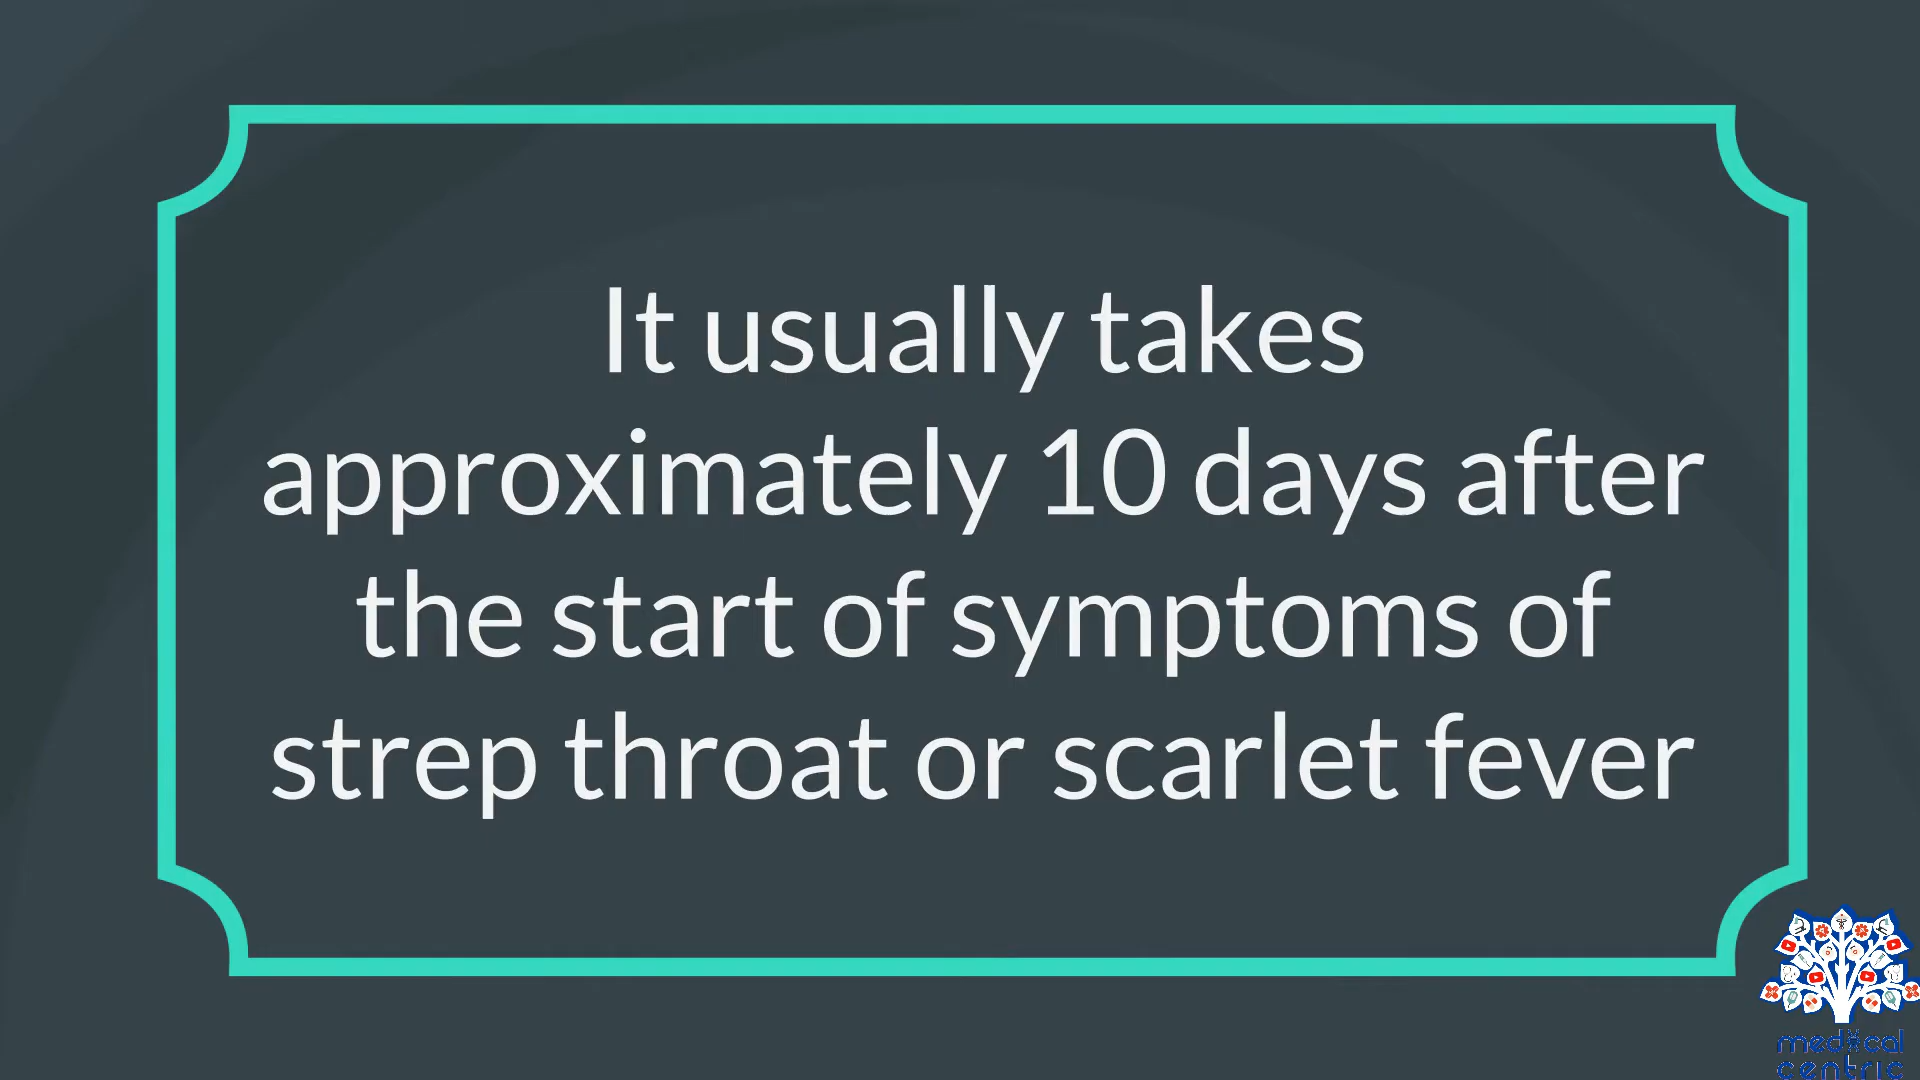 It usually takes
approximately 10 days after
the start of symptoms of
strep throat or scarlet fever
medical
centric